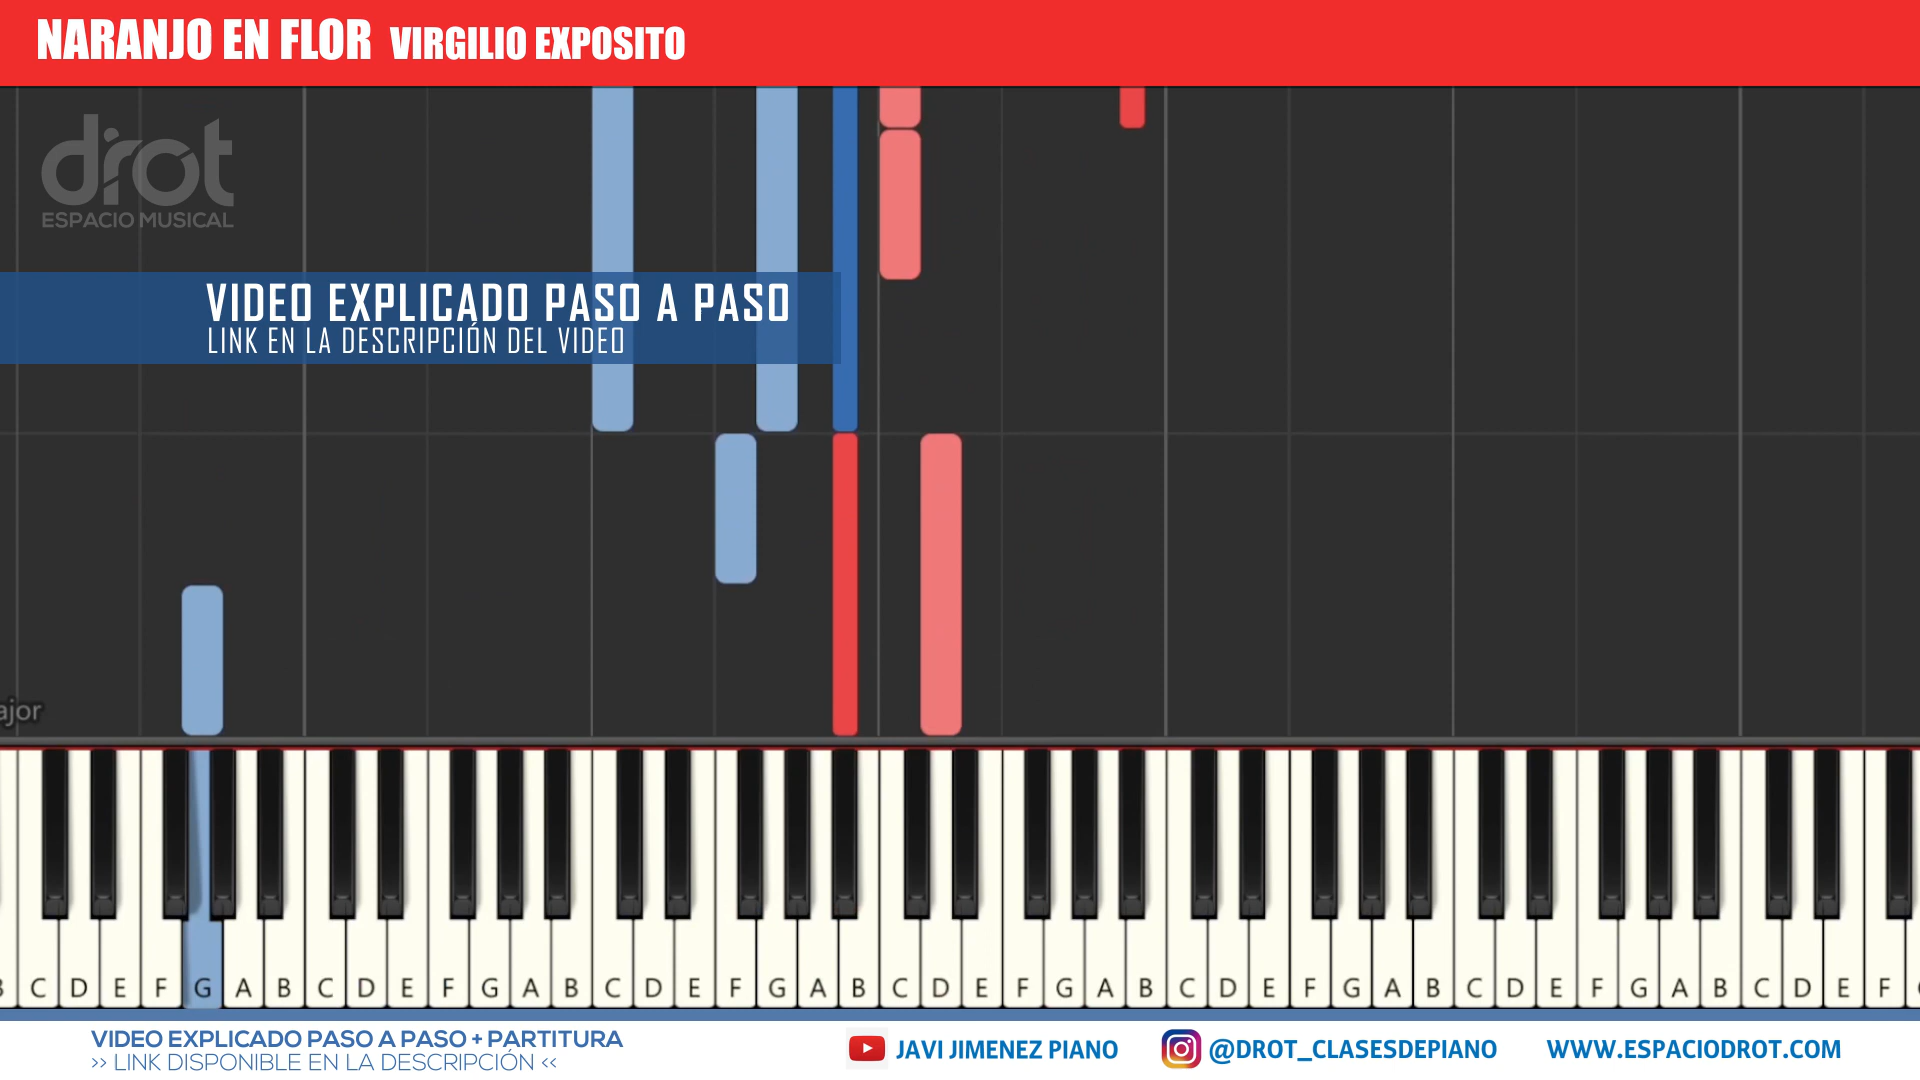 NARANJO EN FLOR VIRGILIO EXPOSITO
drot
ESPACIO MUSICAL
VIDEO EXPLICADO PASO A PASO
LINK EN LA DESCRIPCIÓN DEL VIDEO
ajor
B C D E F G A B C D E F G A B C D E F G A B C D E F G A B C D E F G A B C D E F G A B C D E F
VIDEO EXPLICADO PASO A PASO + PARTITURA
>> LINK DISPONIBLE EN LA DESCRIPCIÓN <<
JAVI JIMENEZ PIANO
@DROT_CLASESDEPIANO
WWW.ESPACIODROT.COM